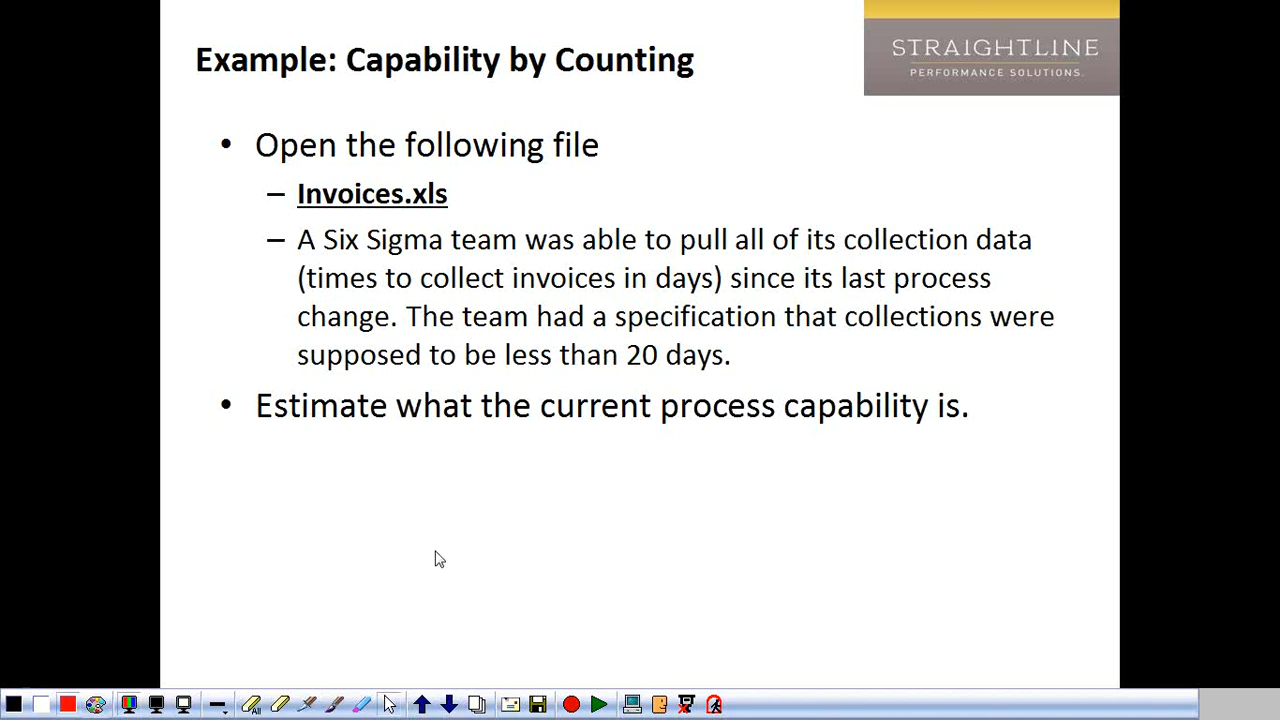 Example: Capability by Counting
STRAIGHTLINE
PERFORMANCE SOLUTIONS.
• Open the following file
– Invoices.xls
– A Six Sigma team was able to pull all of its collection data
(times to collect invoices in days) since its last process
change. The team had a specification that collections were
supposed to be less than 20 days.
• Estimate what the current process capability is.
All